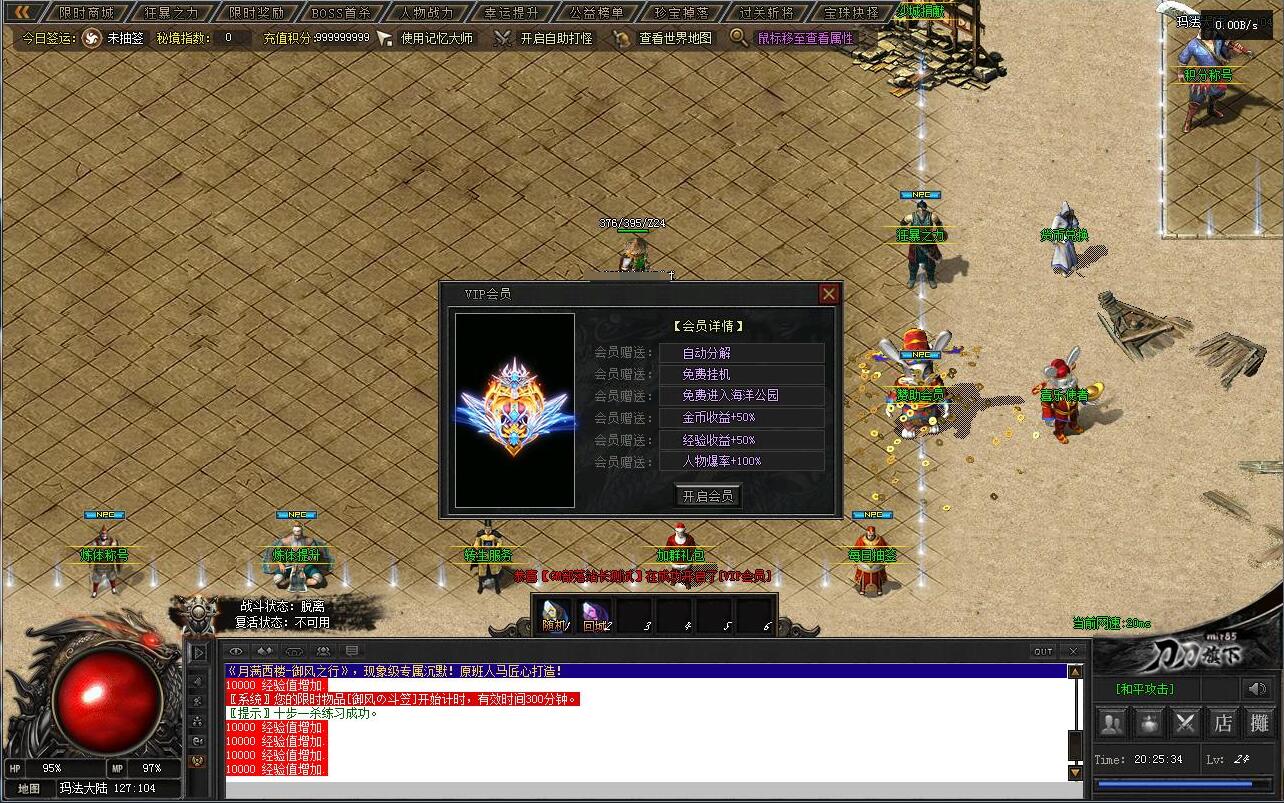 限时商城 狂暴之力 限时奖励 BOSS首杀 人物战力 幸运提升 公益榜单 珍宝掉落 过关斩将 宝珠抉择 沙城捐献
0.00B/s
今日签运: 未抽签 秘境指数: 0 充值积分:999999999 使用记忆大师 开启自助打怪 查看世界地图 鼠标移至查看属性
积分称号
NPC
376/395/Z24
狂暴之力
货币兑换
VIP会员
【会员详情】
会员赠送: 自动分解
会员赠送: 免费挂机
会员赠送: 免费进入海洋公园
会员赠送: 金币收益+50%
会员赠送: 经验收益+50%
会员赠送: 人物爆率+100%
开启会员
NPC
赞助会员
喜乐使者
NPC NPC NPC
炼体称号 炼体提升 转生服务 加群礼包 每日抽签
战斗状态: 脱离
复活状态: 不可用
随机1 回城2 3 4 5 6
当前网速:20ms
mir85
刀刀旗下
OUT
《月满西楼-御风之行》，现象级专属沉默！原班人马匠心打造！
10000 经验值增加.
〖系统〗您的限时物品[御风の斗签]开始计时，有效时间300分钟。
〖提示〗十步一杀练习成功。
10000 经验值增加.
10000 经验值增加.
10000 经验值增加.
10000 经验值增加.
[和平攻击]
店 攤
HP 95% MP 97%
地图 玛法大陆 127:104
Time: 20:25:34 Lv: 24